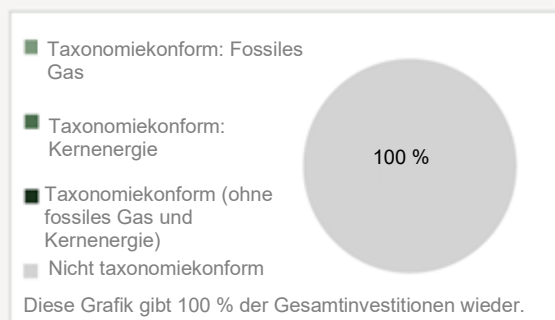 Taxonomiekonform: Fossiles
Gas
Taxonomiekonform:
Kernenergie
Taxonomiekonform (ohne
fossiles Gas und
Kernenergie)
Nicht taxonomiekonform
100 %
Diese Grafik gibt 100 % der Gesamtinvestitionen wieder.